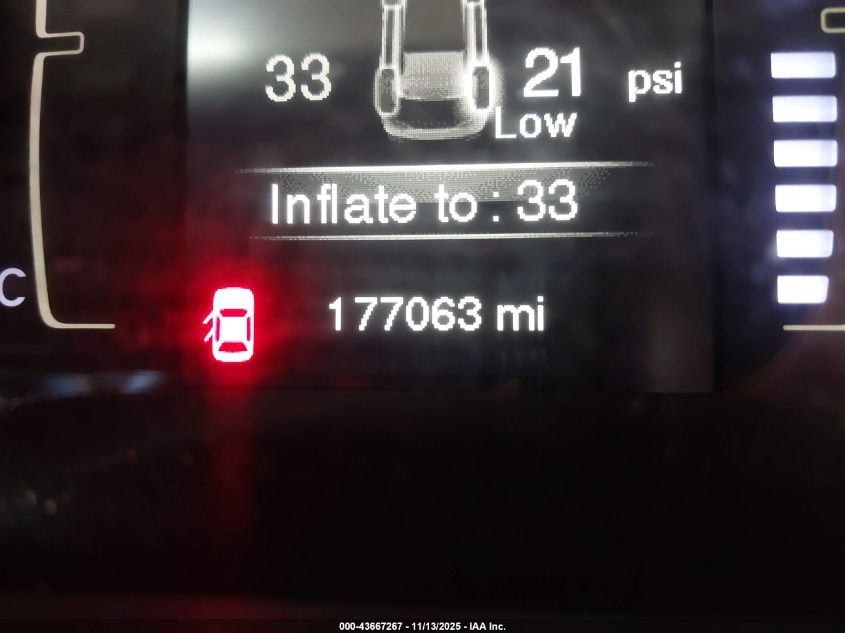 33 21 psi
Low
Inflate to : 33
C
177063 mi
000-43667267 - 11/13/2025 - IAA Inc.